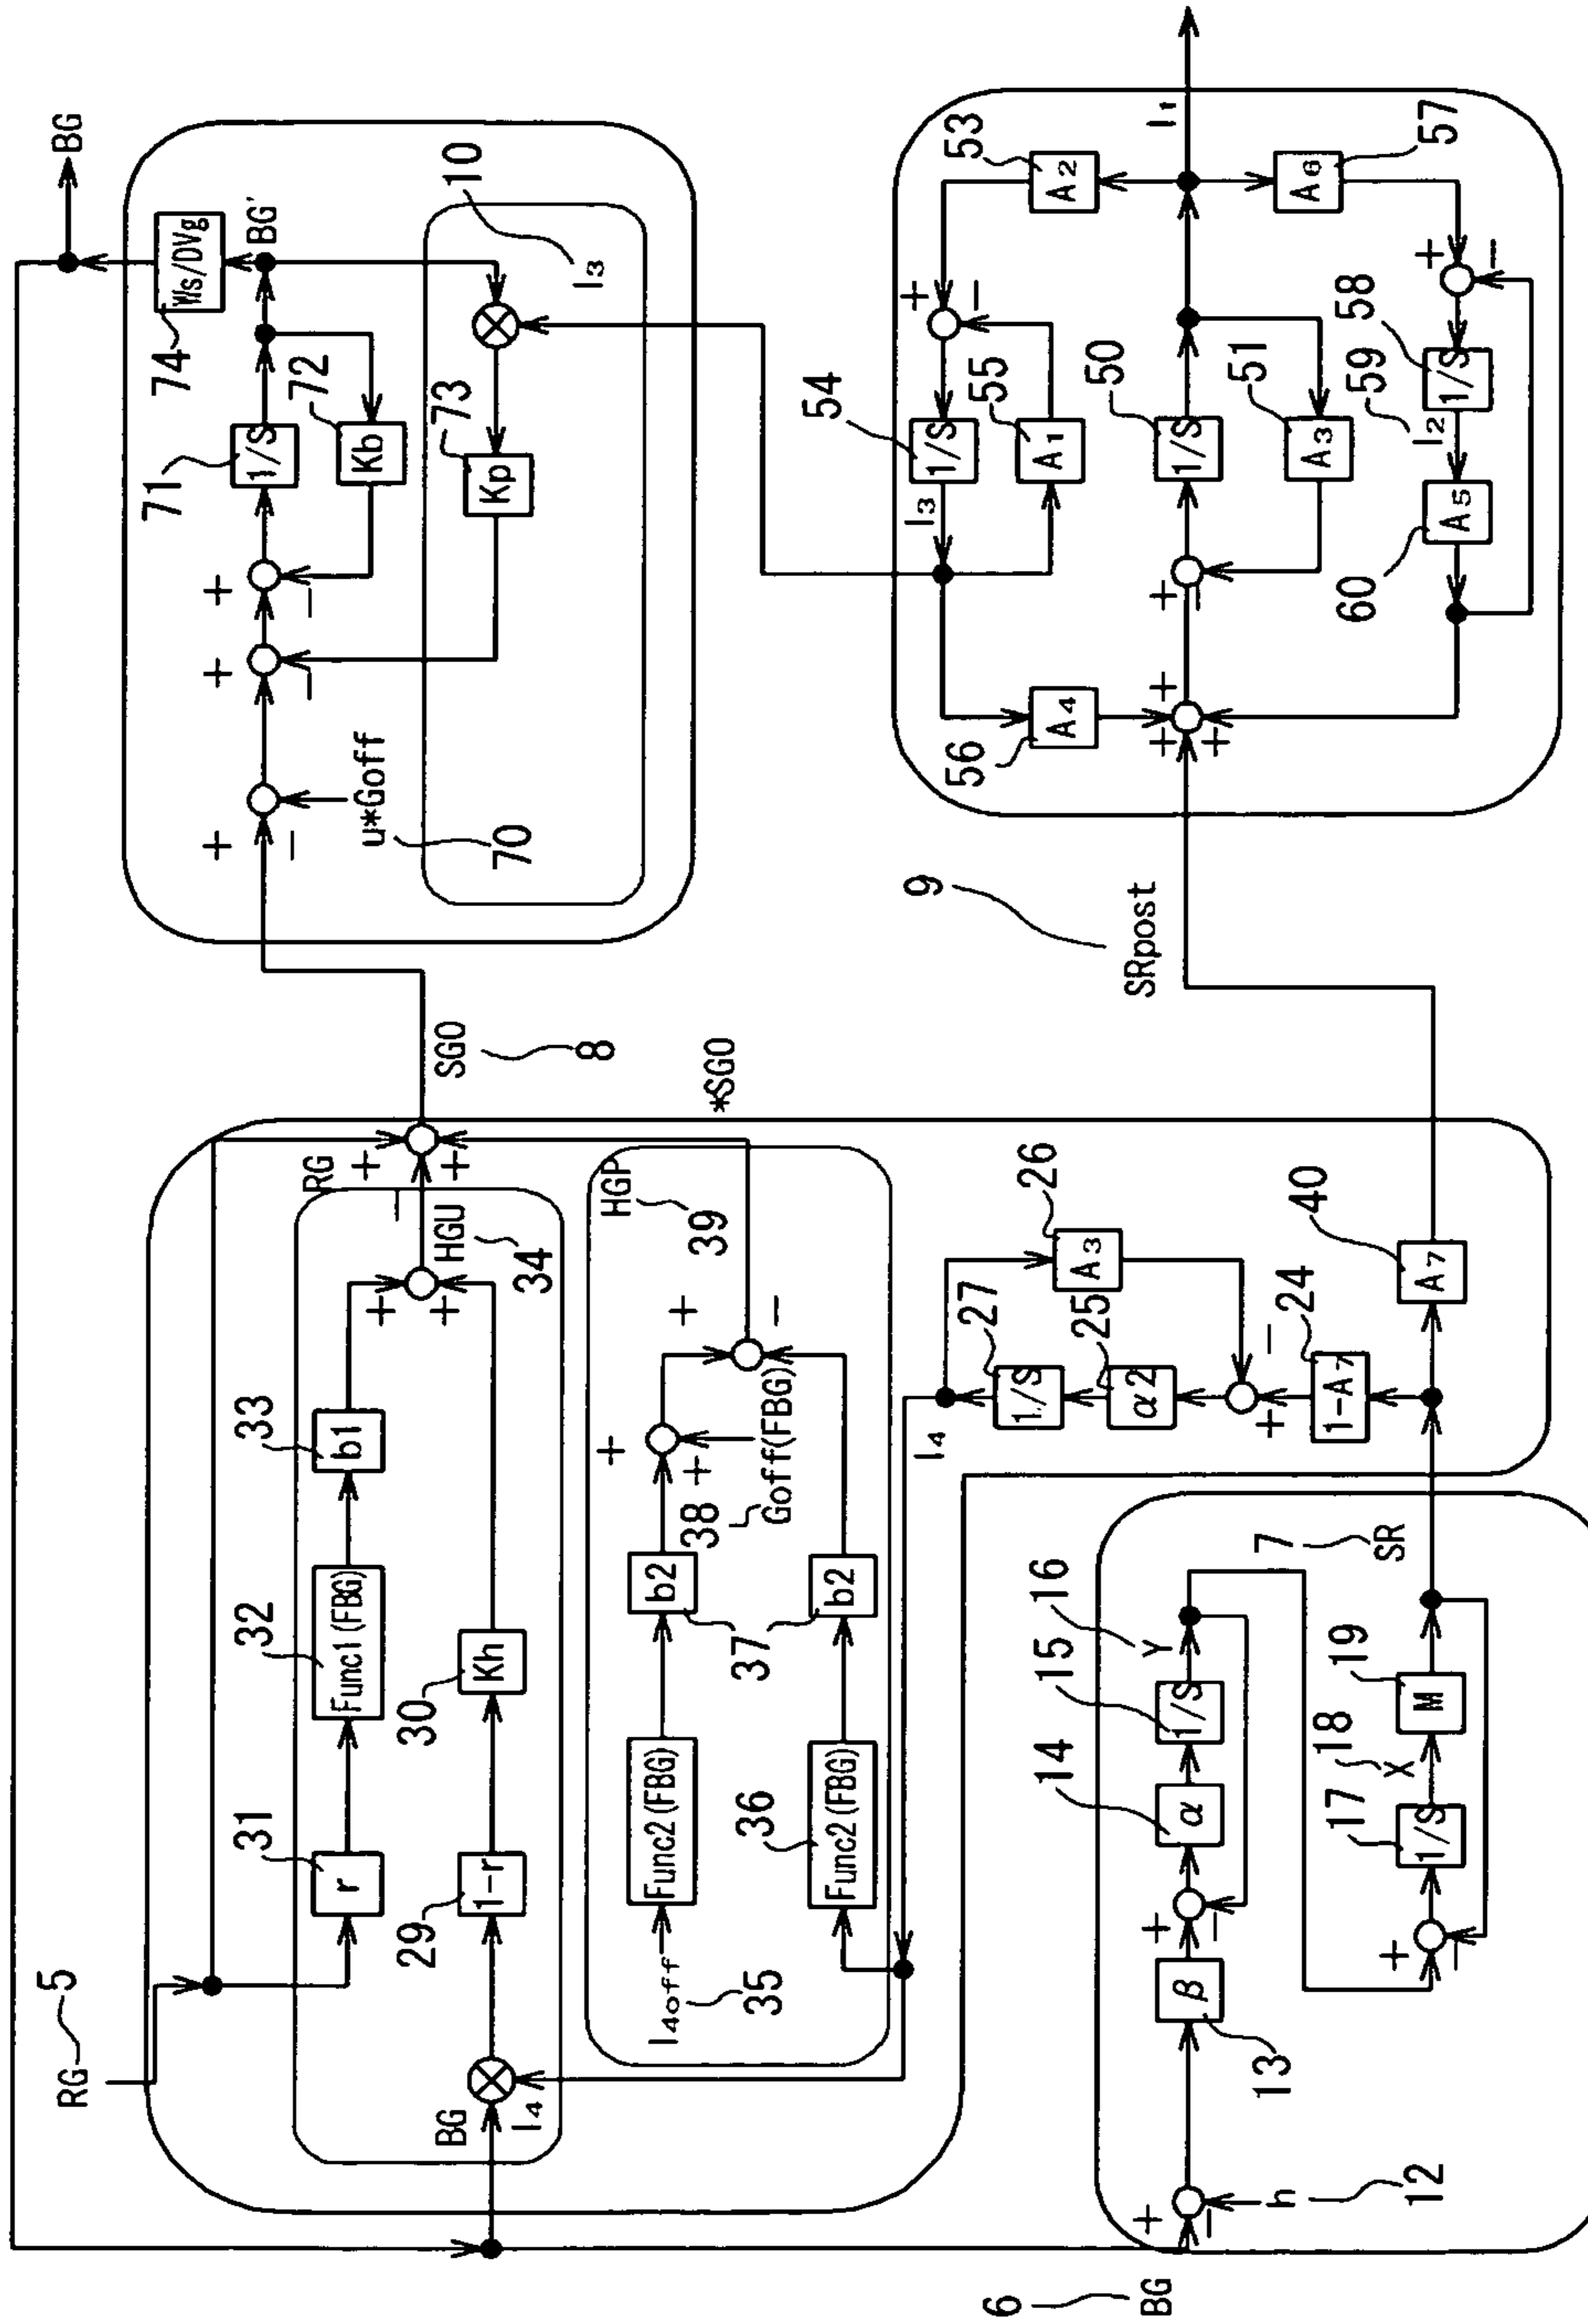 BG
Ws/DVg
74
BG'
71
1/S
72
Kb
10
I3
73
Kp
+
+
+
−
−
−
u*Goff
70
RG 5
31
r
32
Func1(FBG)
33
b1
RG
+
+
−
SGO
8
*SGO
HGU
34
+
+
29
1-r
30
Kh
BG
I4
HGP
39
Func2(FBG)
b2
+
+
+
−
38
Goff(FBG)
37
I4off
35
36
Func2(FBG)
b2
I4
27
1/S
26
A3
25
α2
24
1-A7
+
−
40
A7
SRpost
9
54
1/S
55
A1
+
−
53
A2
I3
56
A4
+
+
+
+
−
50
1/S
51
A3
I1
57
A6
+
−
58
1/S
59
I2
60
A5
6
BG
+
−
h
12
13
β
+
−
14
α
15
1/S
16
Y
+
−
17
1/S
18
X
19
M
7
SR